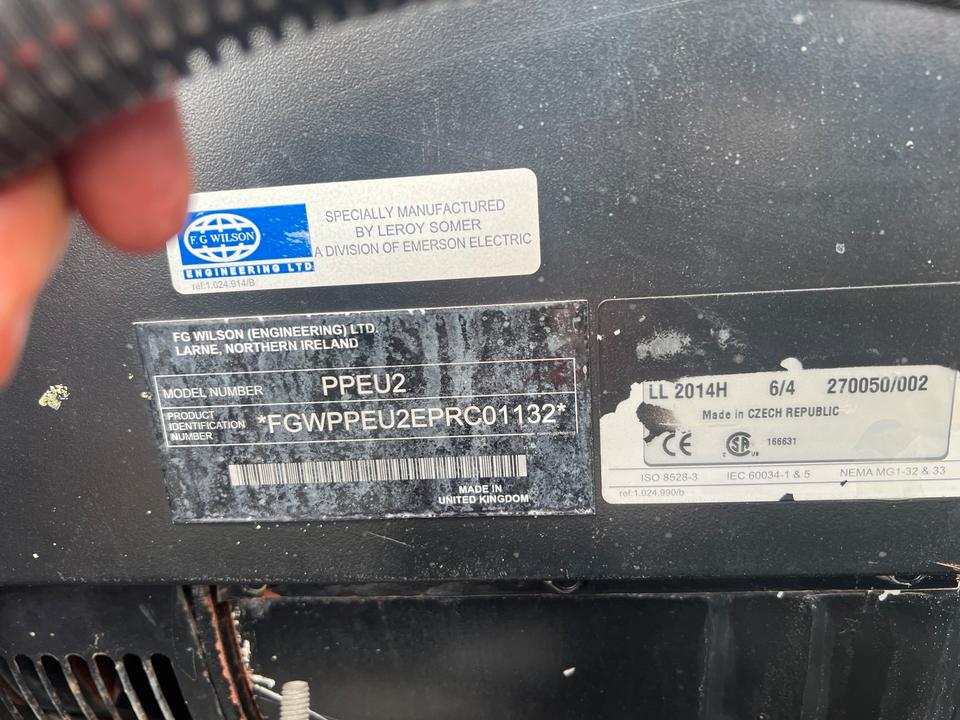 F G WILSON
ENGINEERING LTD.
SPECIALLY MANUFACTURED
BY LEROY SOMER
A DIVISION OF EMERSON ELECTRIC
ref:1.024.914/B
FG WILSON (ENGINEERING) LTD.
LARNE, NORTHERN IRELAND
MODEL NUMBER PPEU2
PRODUCT
IDENTIFICATION
NUMBER
*FGWPPEU2EPRC01132*
MADE IN
UNITED KINGDOM
LL 2014H 6/4 270050/002
Made in CZECH REPUBLIC
CE C SA US 166631
ISO 8528-3 IEC 60034-1 & 5 NEMA MG1-32 & 33
ref:1.024.990/b